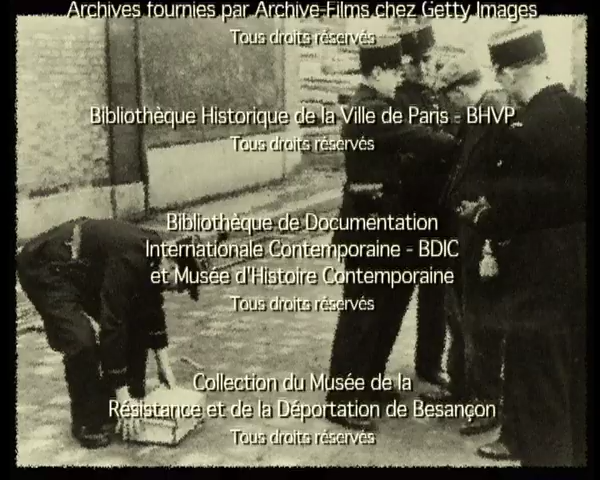 Archives fournies par Archive-Films chez Getty Images
Tous droits réservés
Bibliothèque Historique de la Ville de Paris - BHVP
Tous droits réservés
Bibliothèque de Documentation
Internationale Contemporaine - BDIC
et Musée d'Histoire Contemporaine
Tous droits réservés
Collection du Musée de la
Résistance et de la Déportation de Besançon
Tous droits réservés